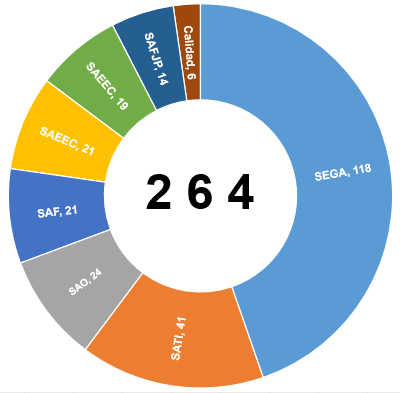 SEGA, 118
SATI, 41
SAO, 24
SAF, 21
SAEEC, 21
SAEEC, 19
SAFJP, 14
Calidad, 6
2 6 4